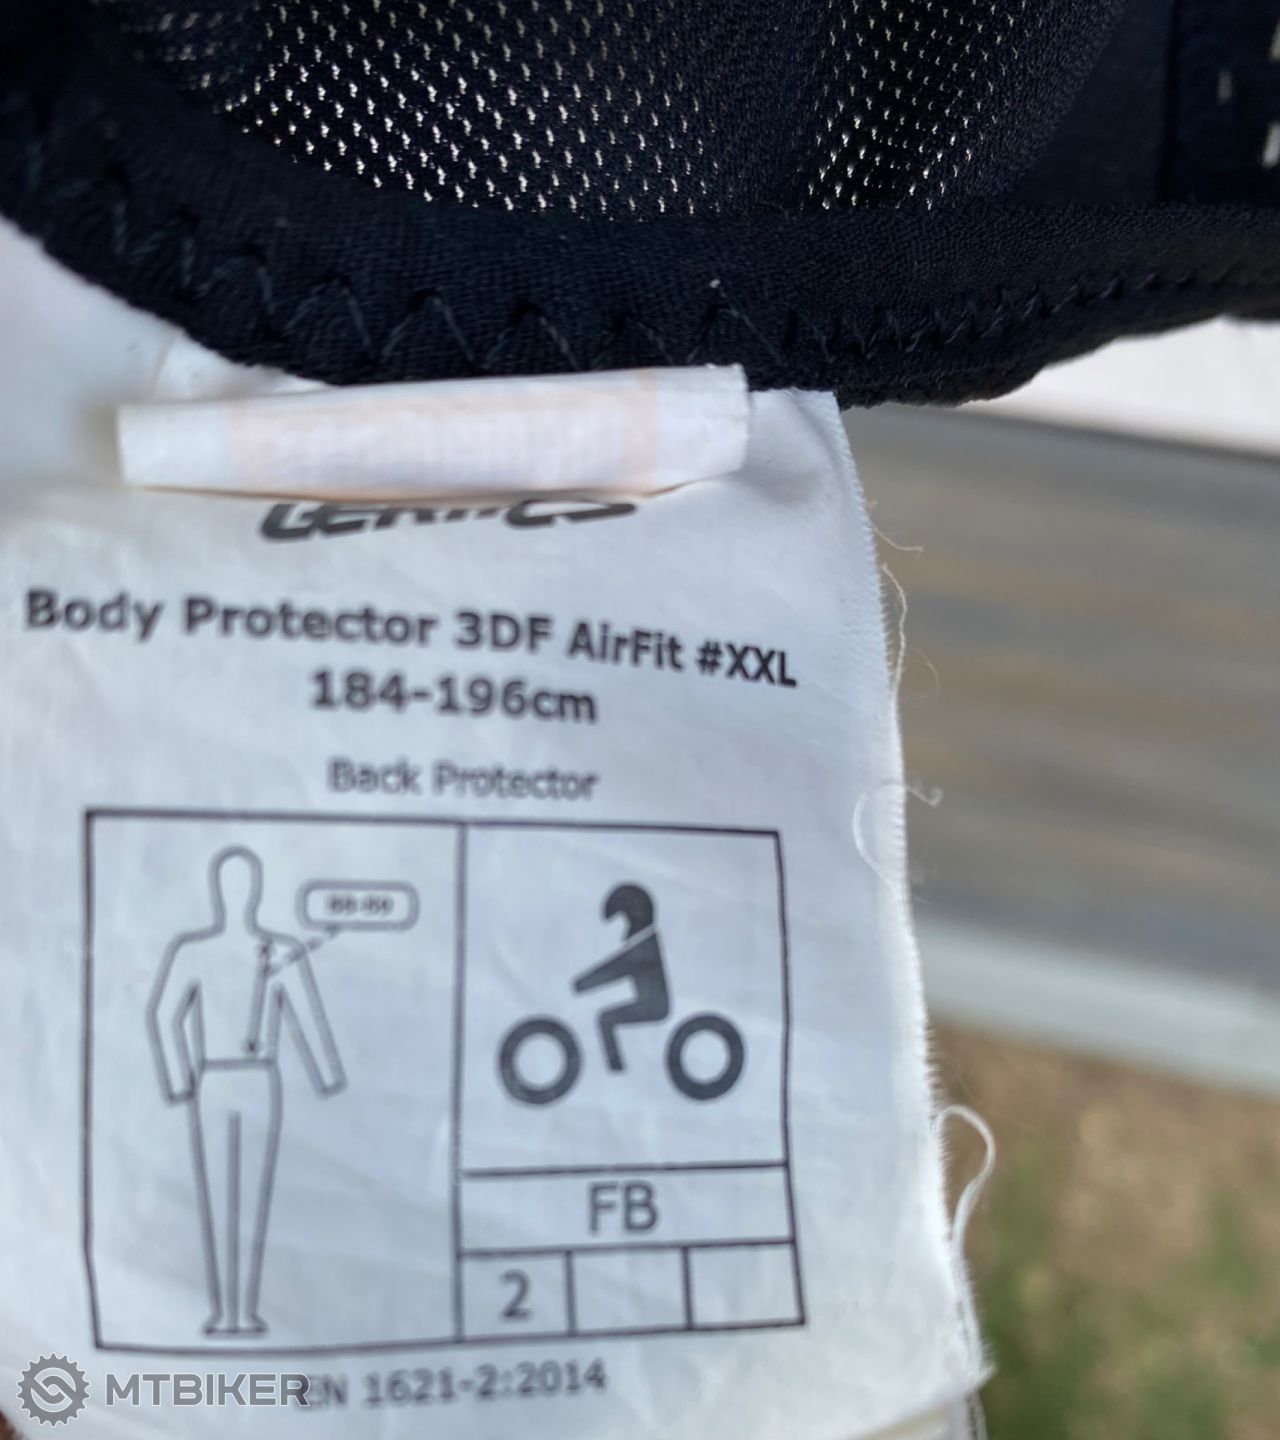 Body Protector 3DF AirFit #XXL
184-196cm
Back Protector
FB
2
EN 1621-2:2014
MTBIKER